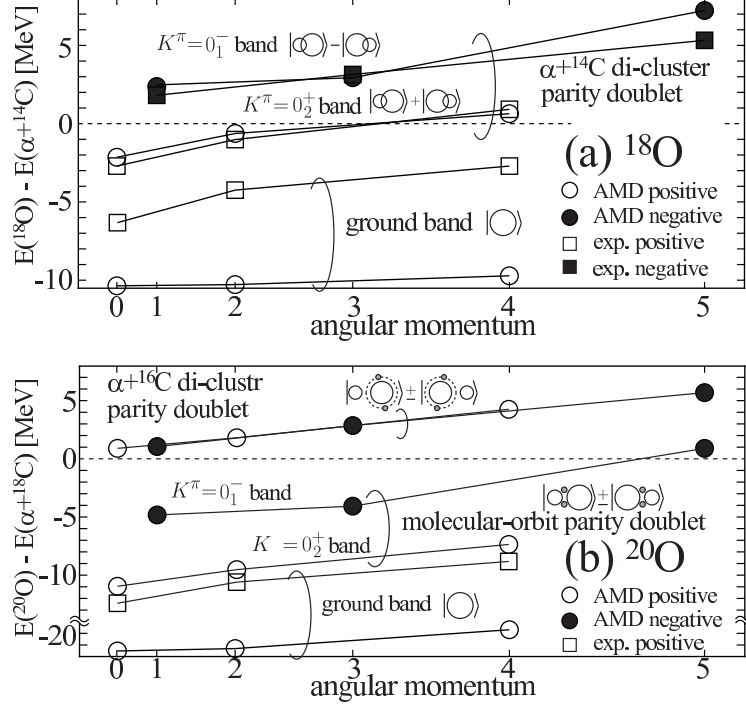 E(¹⁸O) - E(α+¹⁴C) [MeV]
5
0
-5
-10
K^π=0₁⁻ band | ⟩ − | ⟩
K^π=0₂⁺ band | ⟩ + | ⟩
α+¹⁴C di-cluster
parity doublet
ground band | ⟩
(a) ¹⁸O
AMD positive
AMD negative
exp. positive
exp. negative
0 1 2 3 4 5
angular momentum
E(²⁰O) - E(α+¹⁸C) [MeV]
5
0
-5
-10
-20
α+¹⁶C di-clustr
parity doublet
| ⟩ ± | ⟩
K^π=0₁⁻ band
| ⟩ ± | ⟩
molecular-orbit parity doublet
K =0₂⁺ band
ground band | ⟩
(b) ²⁰O
AMD positive
AMD negative
exp. positive
0 1 2 3 4 5
angular momentum